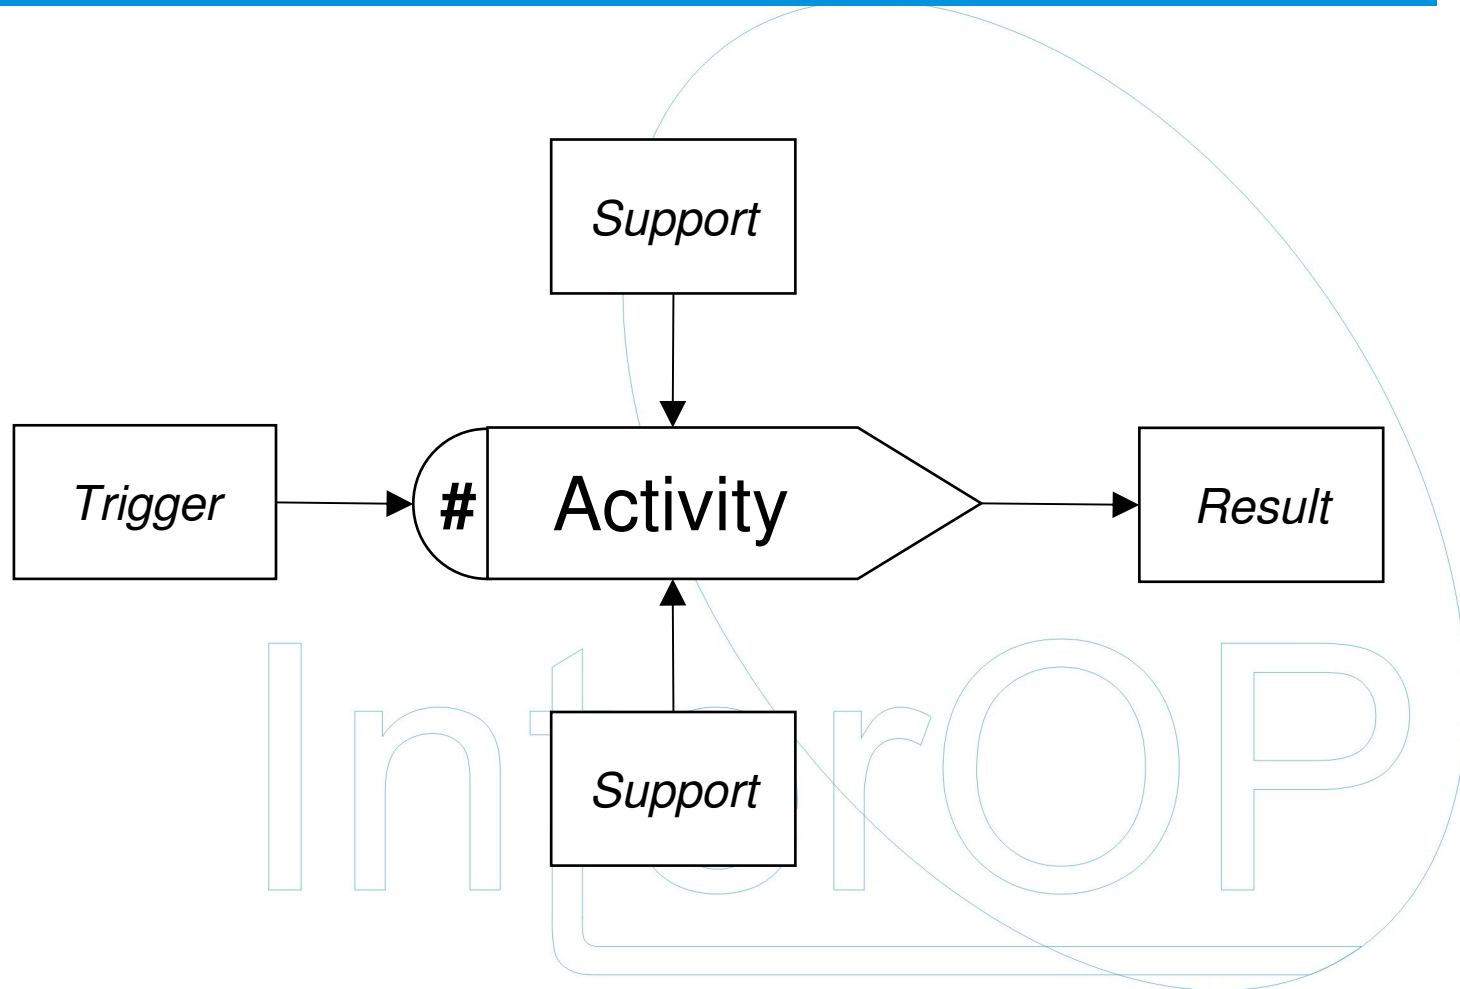 Support
Trigger
# Activity
Result
Support
InterOP